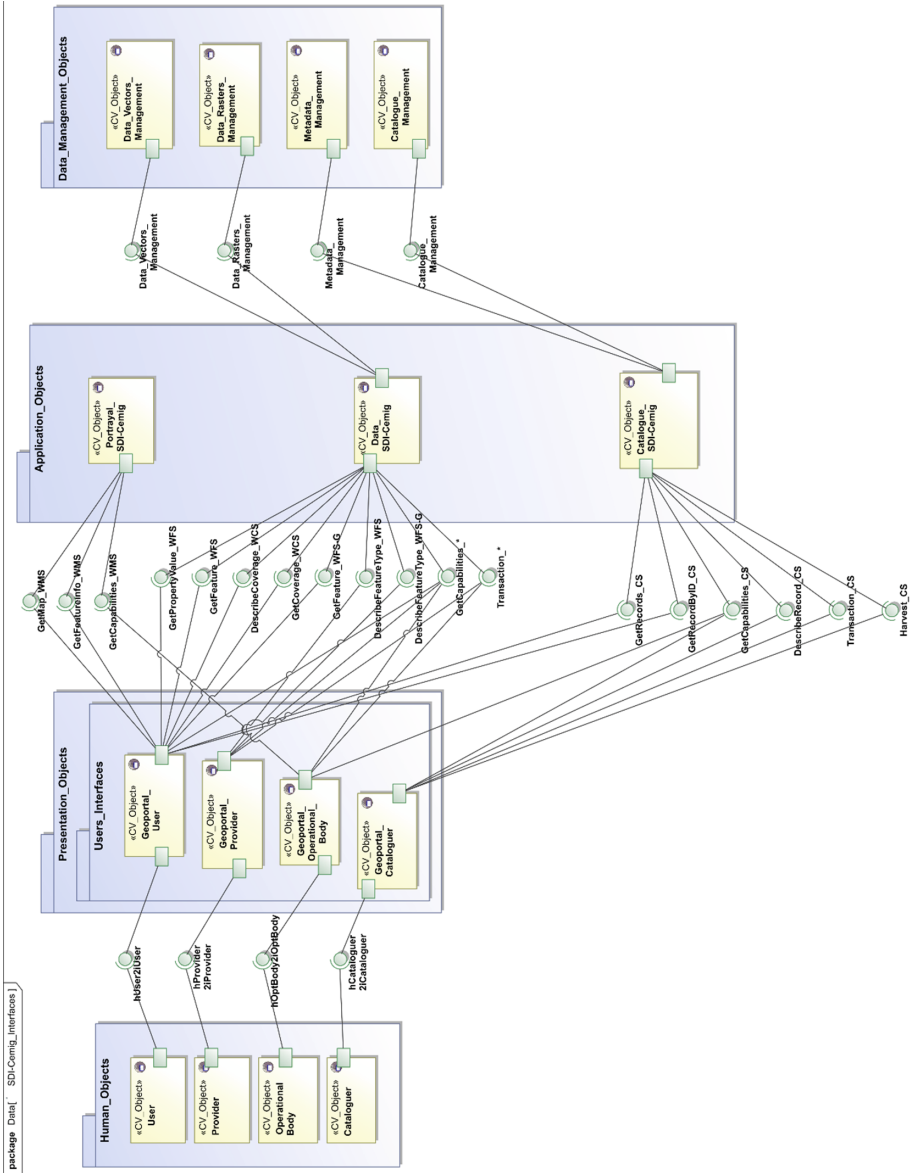 package Data[ SDI-Cemig_Interfaces ]
Human_Objects
«CV_Object»
User
«CV_Object»
Provider
«CV_Object»
Operational
Body
«CV_Object»
Cataloguer
hUser2iUser
hProvider
2iProvider
hOptBody2iOptBody
hCataloguer
2iCataloguer
Presentation_Objects
Users_Interfaces
«CV_Object»
Geoportal_
User
«CV_Object»
Geoportal_
Provider
«CV_Object»
Geoportal_
Operational_
Body
«CV_Object»
Geoportal_
Cataloguer
GetMap_WMS
GetFeatureInfo_WMS
GetCapabilities_WMS
GetPropertyValue_WFS
GetFeature_WFS
DescribeCoverage_WCS
GetCoverage_WCS
GetFeature_WFS-G
DescribeFeatureType_WFS
DescribeFeatureType_WFS-G
GetCapabilities_*
Transaction_*
GetRecords_CS
GetRecordByID_CS
GetCapabilities_CS
DescribeRecord_CS
Transaction_CS
Harvest_CS
Application_Objects
«CV_Object»
Portrayal_
SDI-Cemig
«CV_Object»
Data_
SDI-Cemig
«CV_Object»
Catalogue_
SDI-Cemig
Data_Vectors_
Management
Data_Rasters_
Management
Metadata_
Management
Catalogue_
Management
Data_Management_Objects
«CV_Object»
Data_Vectors_
Management
«CV_Object»
Data_Rasters_
Management
«CV_Object»
Metadata_
Management
«CV_Object»
Catalogue_
Management